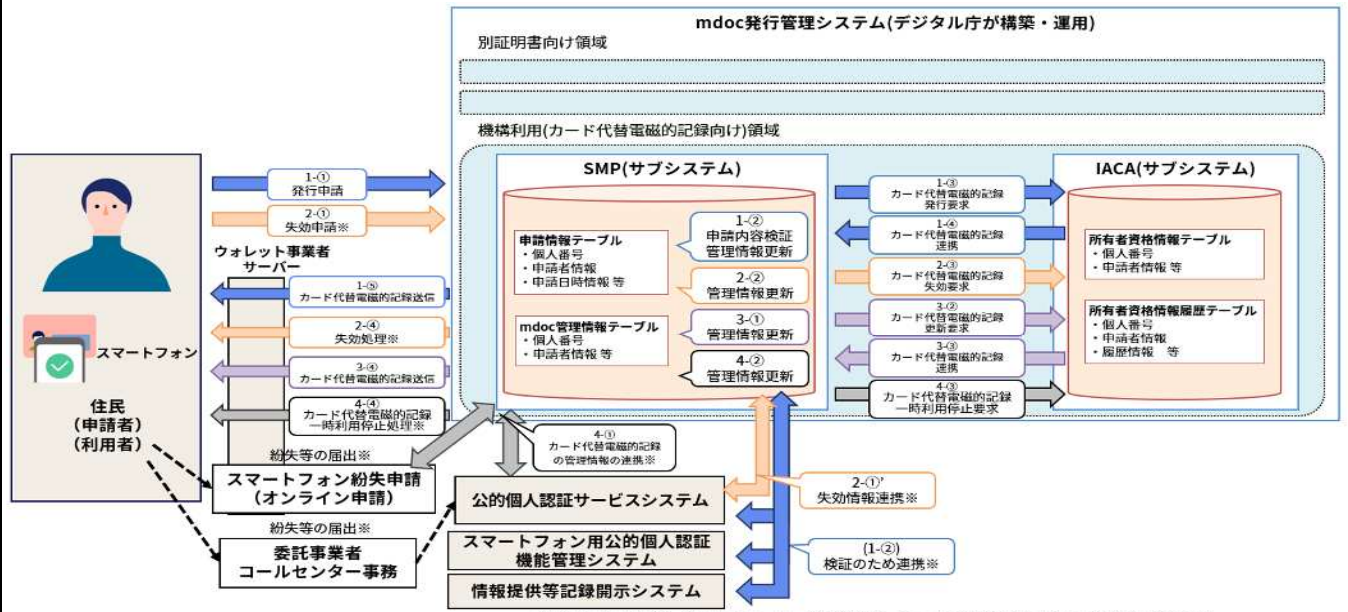 mdoc発行管理システム(デジタル庁が構築・運用)
別証明書向け領域
機構利用(カード代替電磁的記録向け)領域
SMP(サブシステム)
申請情報テーブル
・個人番号
・申請者情報
・申請日時情報 等
mdoc管理情報テーブル
・個人番号
・申請者情報 等
1-②
申請内容検証
管理情報更新
2-②
管理情報更新
3-①
管理情報更新
4-②
管理情報更新
1-③
カード代替電磁的記録
発行要求
1-④
カード代替電磁的記録
連携
2-③
カード代替電磁的記録
失効要求
3-②
カード代替電磁的記録
更新要求
3-③
カード代替電磁的記録
連携
4-③
カード代替電磁的記録
一時利用停止要求
IACA(サブシステム)
所有者資格情報テーブル
・個人番号
・申請者情報 等
所有者資格情報履歴テーブル
・個人番号
・申請者情報
・履歴情報 等
1-①
発行申請
2-①
失効申請※
ウォレット事業者
サーバー
1-⑤
カード代替電磁的記録送信
2-④
失効処理※
3-④
カード代替電磁的記録送信
4-④
カード代替電磁的記録
一時利用停止処理※
スマートフォン
住民
(申請者)
(利用者)
紛失等の届出※
スマートフォン紛失申請
(オンライン申請)
紛失等の届出※
委託事業者
コールセンター事務
4-①
カード代替電磁的記録
の管理情報の連携※
公的個人認証サービスシステム
スマートフォン用公的個人認証
機能管理システム
情報提供等記録開示システム
2-①’
失効情報連携※
(1-②)
検証のため連携※